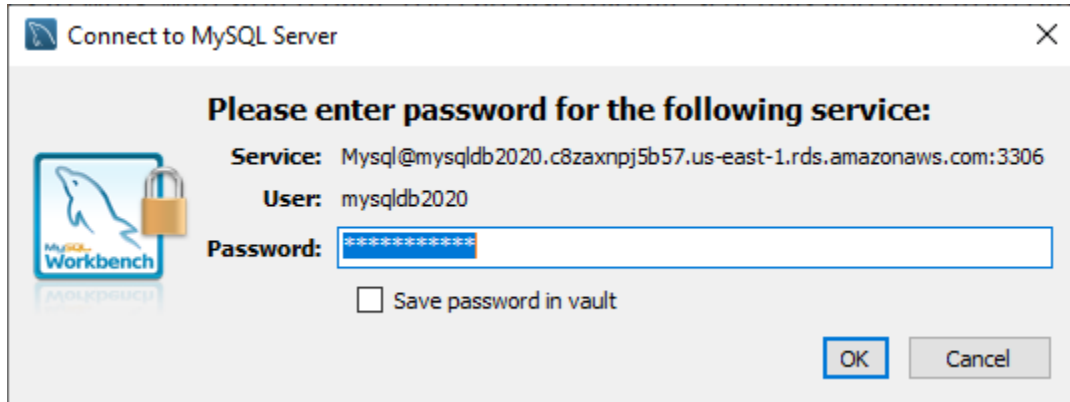 Connect to MySQL Server
Please enter password for the following service:
Service: Mysql@mysqldb2020.c8zaxnpj5b57.us-east-1.rds.amazonaws.com:3306
User: mysqldb2020
Password: ***********
MySQL
Workbench
Save password in vault
OK Cancel